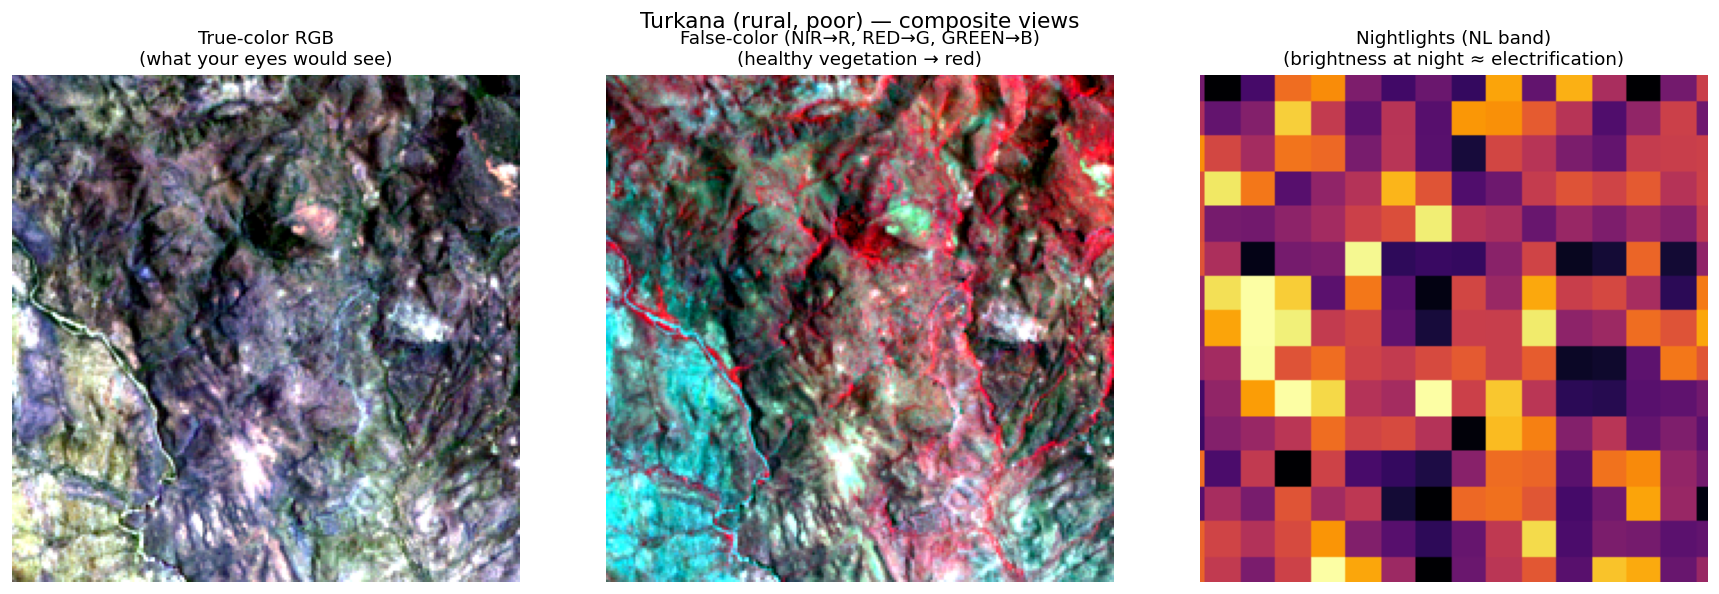 Turkana (rural, poor) — composite views
True-color RGB
(what your eyes would see)
False-color (NIR→R, RED→G, GREEN→B)
(healthy vegetation → red)
Nightlights (NL band)
(brightness at night ≈ electrification)